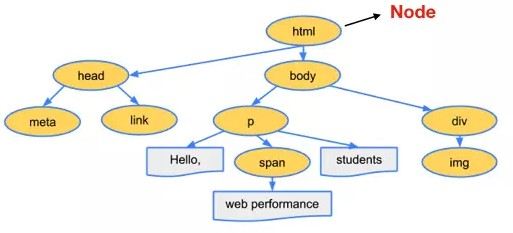 Node
html
head
body
meta
link
p
div
Hello,
span
students
img
web performance